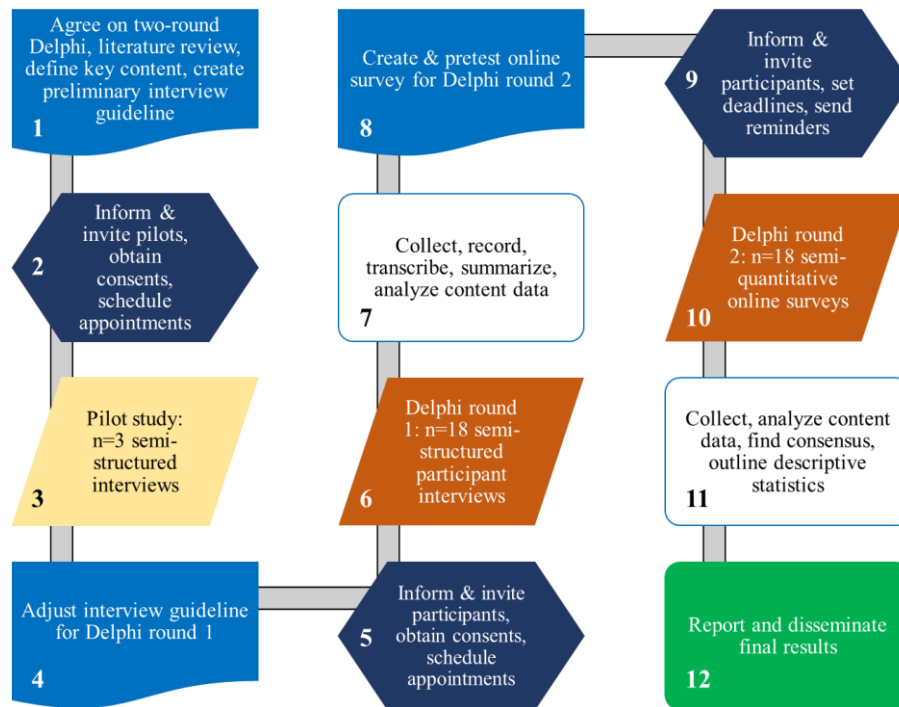 Agree on two-round
Delphi, literature review,
define key content, create
preliminary interview
guideline
1
Inform &
invite pilots,
obtain
consents,
schedule
appointments
2
Pilot study:
n=3 semi-
structured
interviews
3
Adjust interview guideline
for Delphi round 1
4
Inform & invite
participants,
obtain consents,
schedule
appointments
5
Delphi round
1: n=18 semi-
structured
participant
interviews
6
Collect, record,
transcribe, summarize,
analyze content data
7
Create & pretest online
survey for Delphi round 2
8
Inform &
invite
participants, set
deadlines, send
reminders
9
Delphi round
2: n=18 semi-
quantitative
online surveys
10
Collect, analyze content
data, find consensus,
outline descriptive
statistics
11
Report and disseminate
final results
12